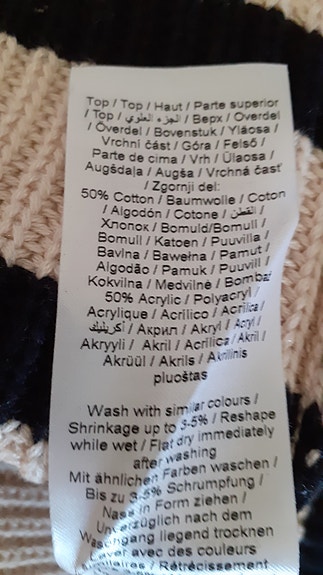 Top / Top / Haut / Parte superior
/ Top / الجزء العلوي / Верх / Overdel
/ Överdel / Bovenstuk / Yläosa /
Vrchní část / Góra / Felső /
Parte de cima / Vrh / Ülaosa /
Augšdaļa / Augša / Vrchná časť
/ Zgornji del:
50% Cotton / Baumwolle / Coton
/ Algodón / Cotone / القطن /
Хлопок / Bomuld/Bomull /
Bomull / Katoen / Puuvilla /
Bavlna / Bawełna / Pamut /
Algodão / Pamuk / Puuvill /
Kokvilna / Medvilnė / Bombaž
50% Acrylic / Polyacryl /
Acrylique / Acrílico / Acrilica /
أكريليك / Акрил / Akryl / Acryl /
Akryyli / Akril / Acrílica / Akril /
Akrüül / Akrils / Akrilinis
pluoštas
Wash with similar colours /
Shrinkage up to 3-5% / Reshape
while wet / Flat dry immediately
after washing
Mit ähnlichen Farben waschen /
Bis zu 3-5% Schrumpfung /
Nass in Form ziehen /
Unverzüglich nach dem
Waschgang liegend trocknen
Laver avec des couleurs
similaires / Rétrécissement